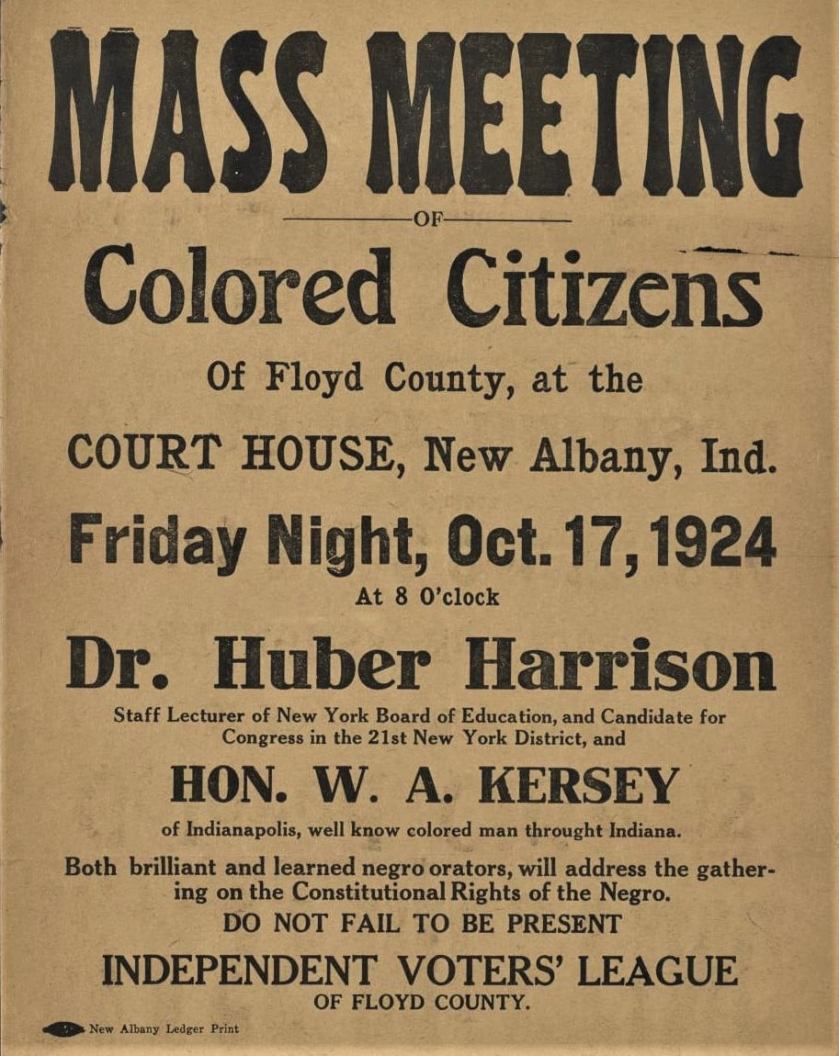 MASS MEETING
OF
Colored Citizens
Of Floyd County, at the
COURT HOUSE, New Albany, Ind.
Friday Night, Oct. 17, 1924
At 8 O'clock
Dr. Huber Harrison
Staff Lecturer of New York Board of Education, and Candidate for
Congress in the 21st New York District, and
HON. W. A. KERSEY
of Indianapolis, well know colored man throught Indiana.
Both brilliant and learned negro orators, will address the gather-
ing on the Constitutional Rights of the Negro.
DO NOT FAIL TO BE PRESENT
INDEPENDENT VOTERS' LEAGUE
OF FLOYD COUNTY.
New Albany Ledger Print